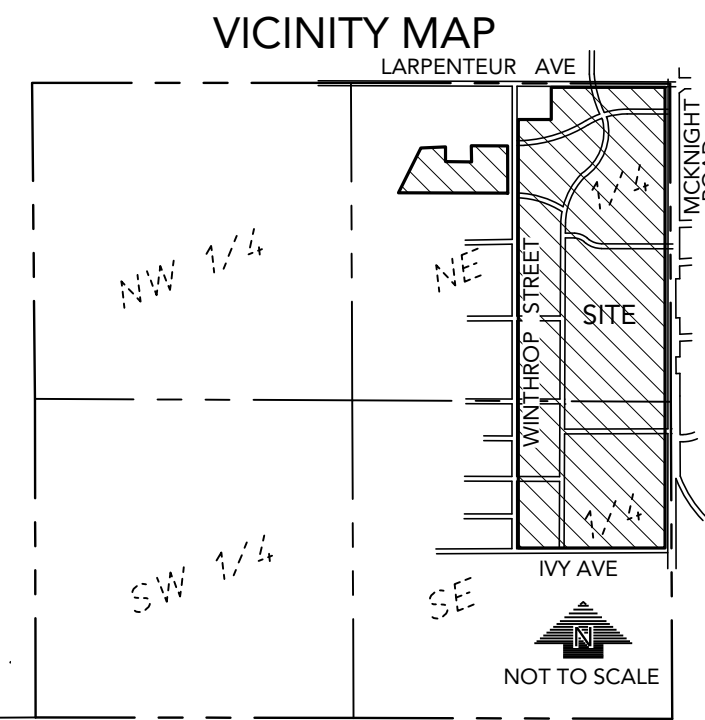 VICINITY MAP
LARPENTEUR AVE
MCKNIGHT
ROAD
NW 1/4
NE
1/4
WINTHROP STREET
SITE
SW 1/4
SE
1/4
IVY AVE
N
NOT TO SCALE